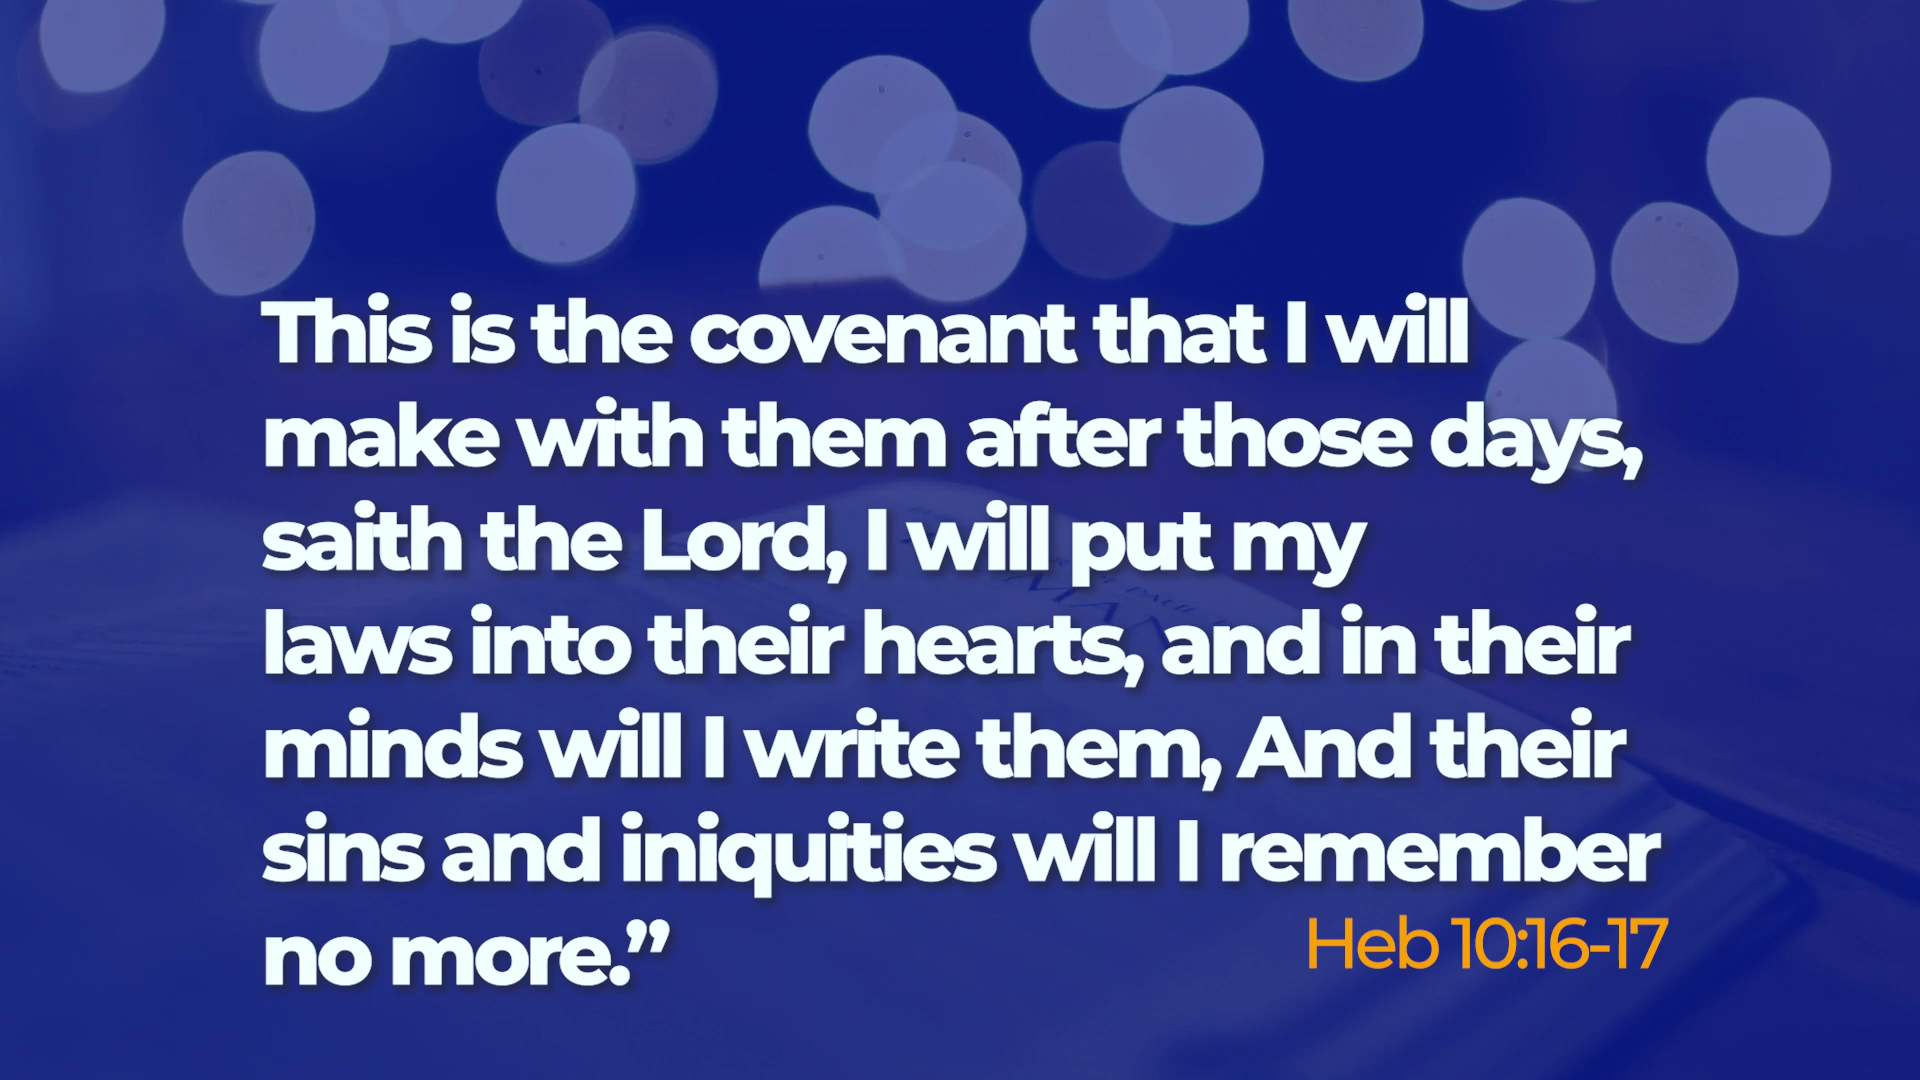 This is the covenant that I will
make with them after those days,
saith the Lord, I will put my
laws into their hearts, and in their
minds will I write them, And their
sins and iniquities will I remember
no more.”
Heb 10:16-17